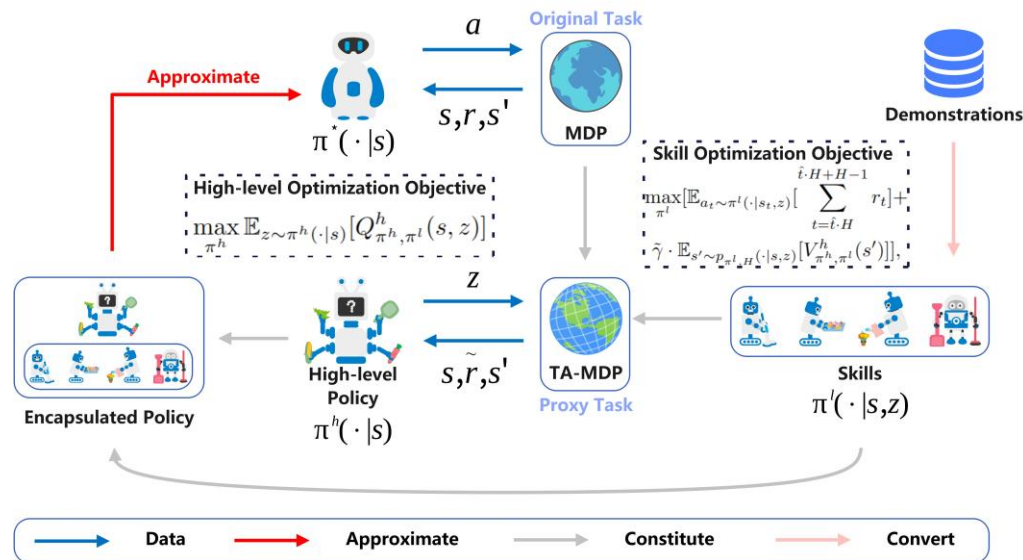 Original Task
a
Approximate
s,r,s'
MDP
π*(·|s)
Demonstrations
High-level Optimization Objective
max_{π^h} 𝔼_{z∼π^h(·|s)}[Q^h_{π^h,π^l}(s, z)]
Skill Optimization Objective
max_{π^l}[𝔼_{a_t∼π^l(·|s_t,z)}[∑_{t=t̂·H}^{t̂·H+H−1} r_t]+
γ̃ · 𝔼_{s'∼p_{π^l,H}(·|s,z)}[V^h_{π^h,π^l}(s')]],
z
?
?
s,r̃,s'
High-level
Policy
π^h(·|s)
TA-MDP
Proxy Task
Skills
π^l(·|s,z)
Encapsulated Policy
Data
Approximate
Constitute
Convert